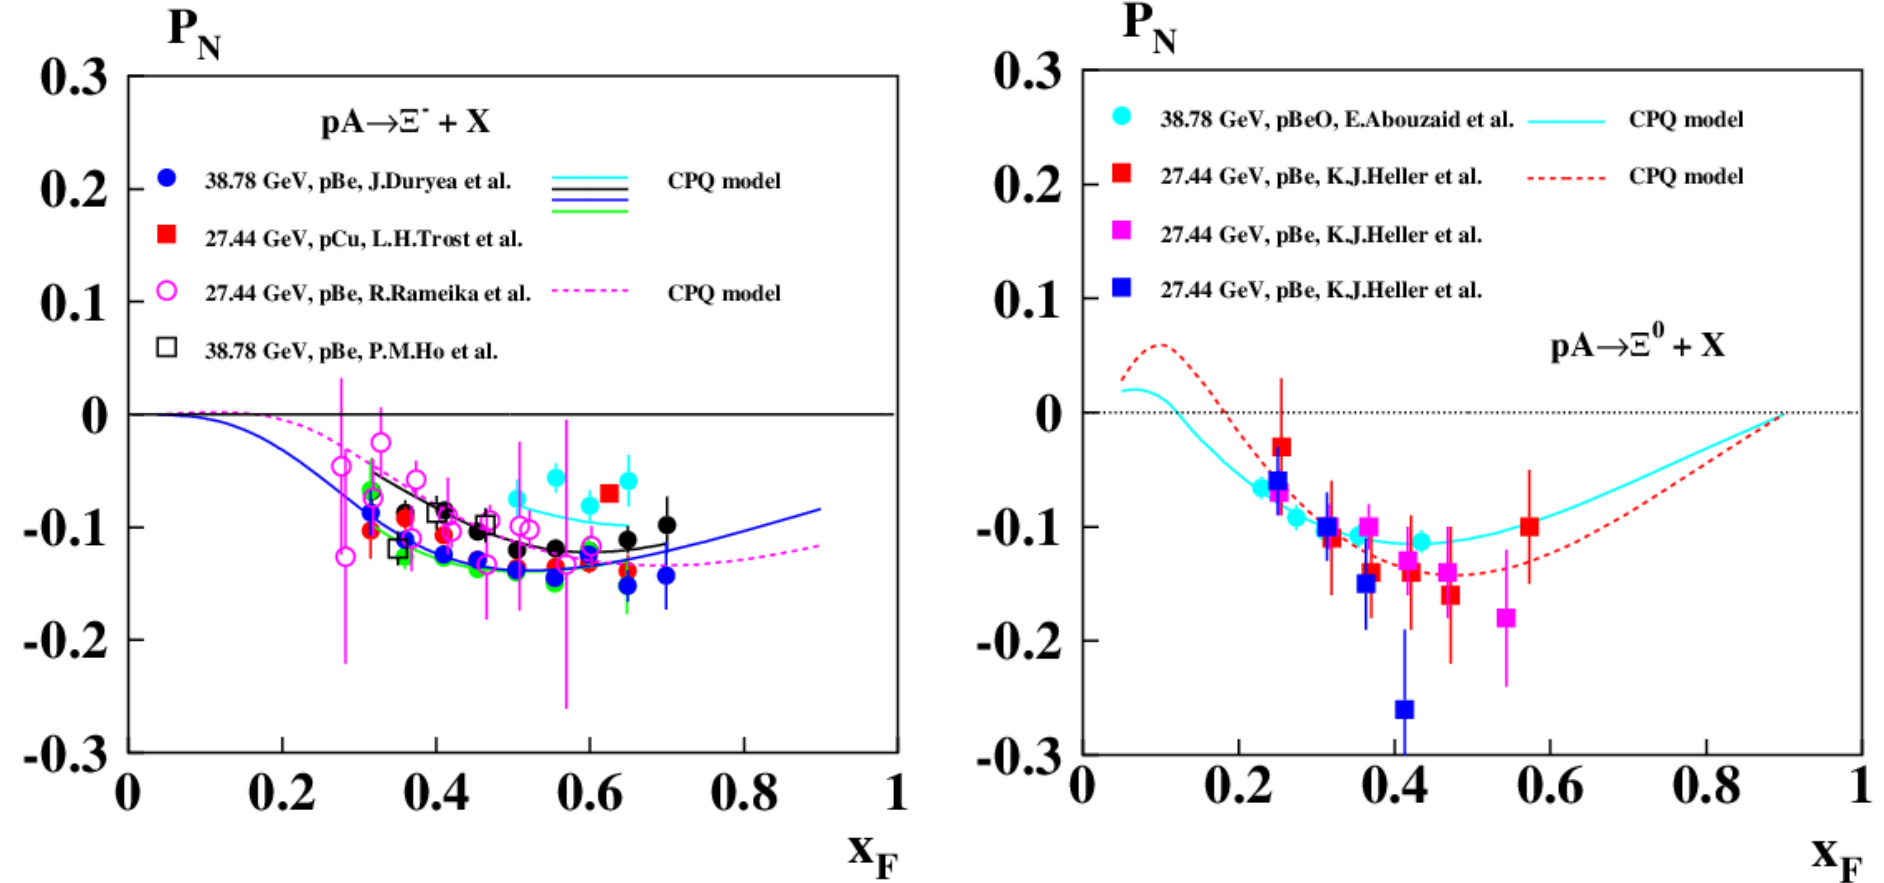 P_N
0.3
pA→Ξ⁻ + X
38.78 GeV, pBe, J.Duryea et al.
CPQ model
0.2
27.44 GeV, pCu, L.H.Trost et al.
27.44 GeV, pBe, R.Rameika et al.
CPQ model
0.1
38.78 GeV, pBe, P.M.Ho et al.
0
-0.1
-0.2
-0.3
0 0.2 0.4 0.6 0.8 1
x_F
P_N
0.3
38.78 GeV, pBeO, E.Abouzaid et al.
CPQ model
27.44 GeV, pBe, K.J.Heller et al.
CPQ model
0.2
27.44 GeV, pBe, K.J.Heller et al.
27.44 GeV, pBe, K.J.Heller et al.
0.1
pA→Ξ⁰ + X
0
-0.1
-0.2
-0.3
0 0.2 0.4 0.6 0.8 1
x_F